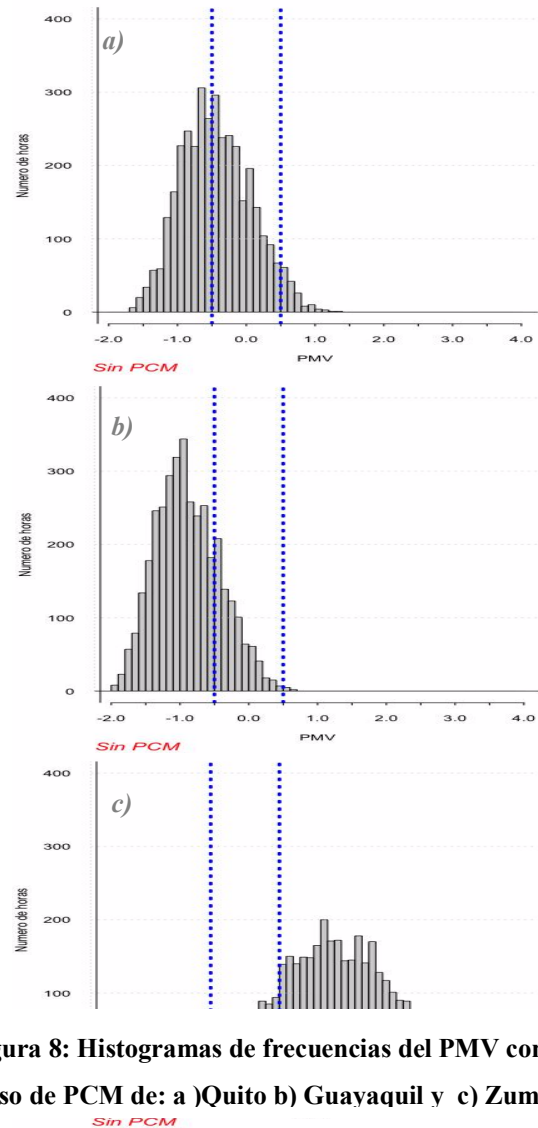 400
a)
300
200
100
0
Numero de horas
-2.0 -1.0 0.0 1.0 2.0 3.0 4.0
PMV
Sin PCM
400
b)
300
200
100
0
Numero de horas
-2.0 -1.0 0.0 1.0 2.0 3.0 4.0
PMV
Sin PCM
400
c)
300
200
100
Numero de horas
gura 8: Histogramas de frecuencias del PMV con
so de PCM de: a )Quito b) Guayaquil y c) Zum
Sin PCM